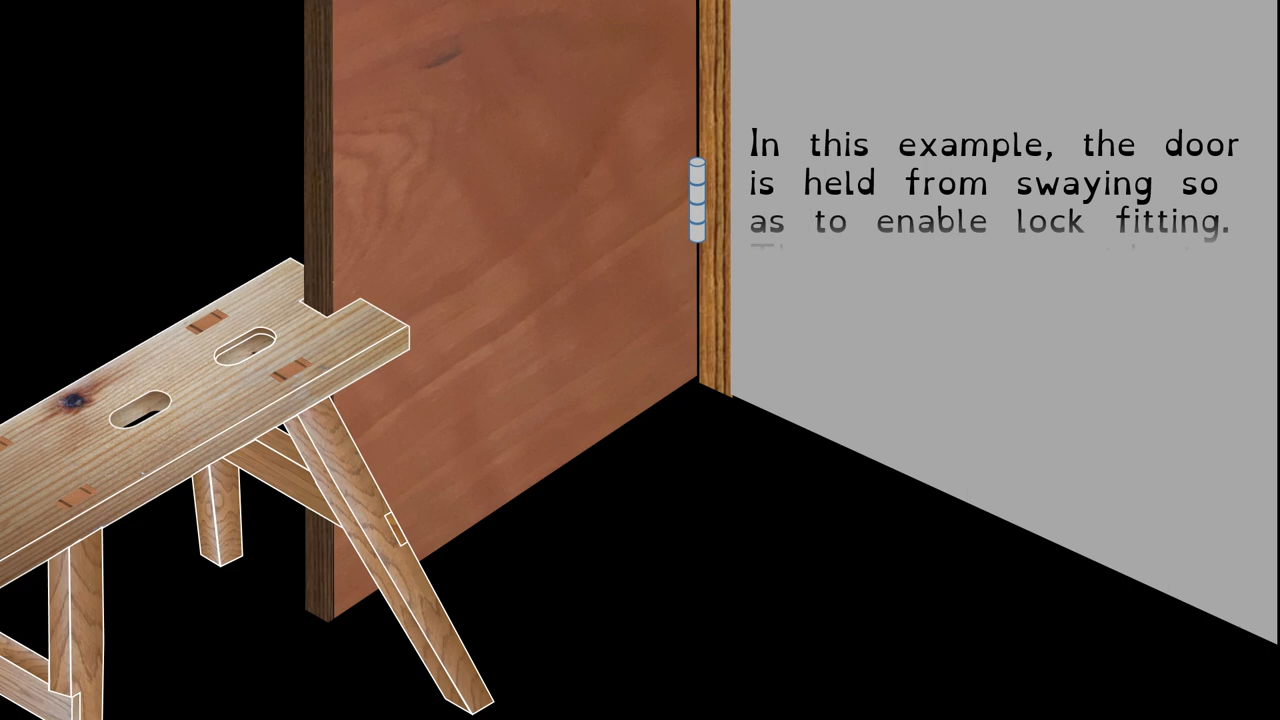 In this example, the door
is held from swaying so
as to enable lock fitting.